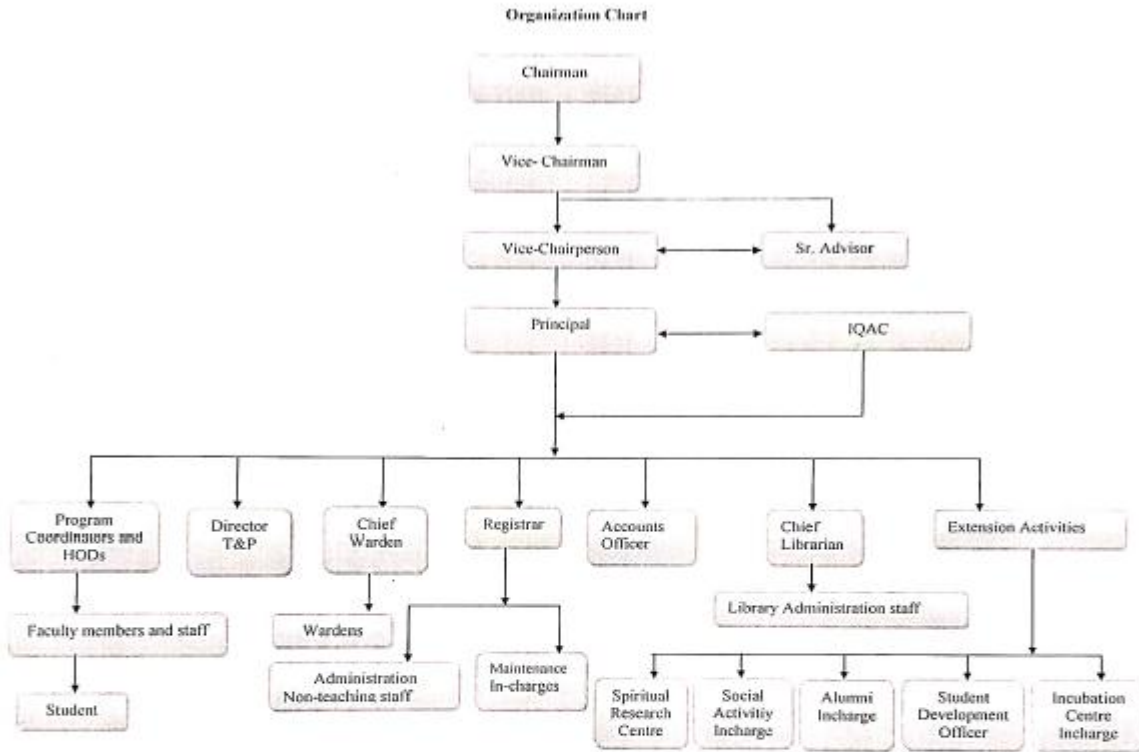 Organization Chart
Chairman
Vice- Chairman
Vice-Chairperson
Sr. Advisor
Principal
IQAC
Program
Coordinators and
HODs
Director
T&P
Chief
Warden
Registrar
Accounts
Officer
Chief
Librarian
Extension Activities
Faculty members and staff
Wardens
Library Administration staff
Administration
Non-teaching staff
Maintenance
In-charges
Student
Spiritual
Research
Centre
Social
Activitiy
Incharge
Alumni
Incharge
Student
Development
Officer
Incubation
Centre
Incharge